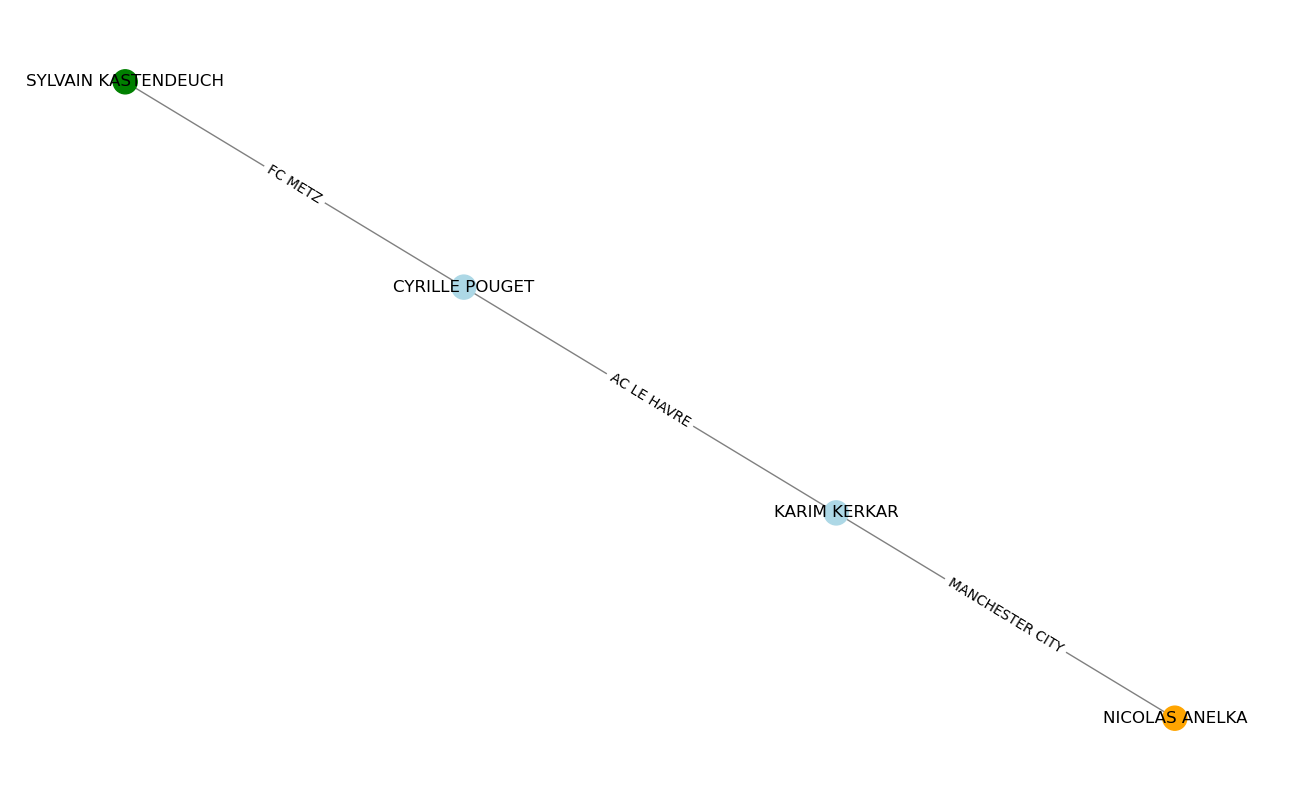 SYLVAIN KASTENDEUCH
FC METZ
CYRILLE POUGET
AC LE HAVRE
KARIM KERKAR
MANCHESTER CITY
NICOLAS ANELKA